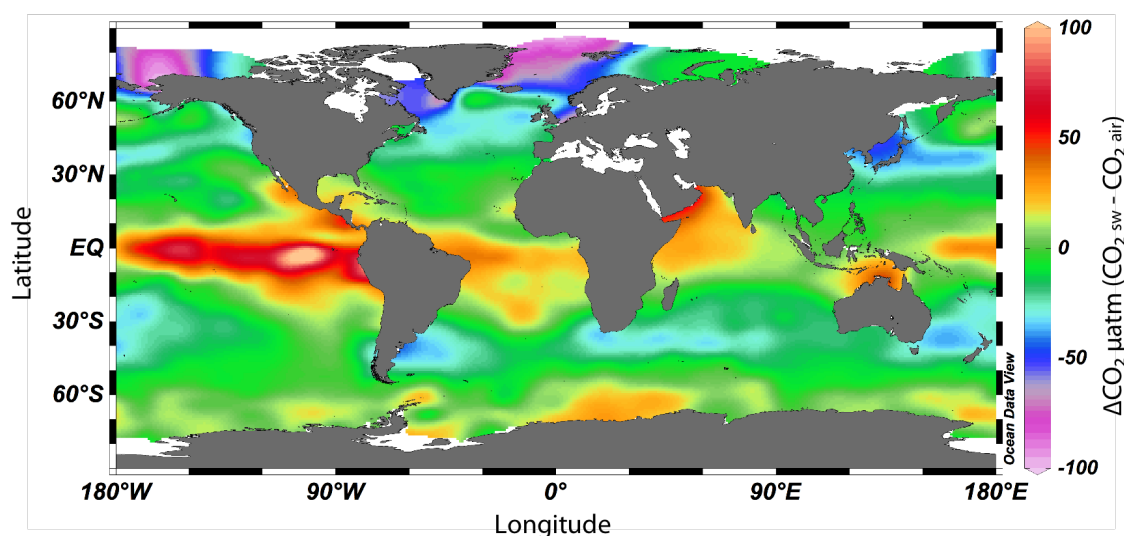 Latitude
60°N
30°N
EQ
30°S
60°S
180°W
90°W
0°
90°E
180°E
Longitude
Ocean Data View
100
50
0
-50
-100
ΔCO₂ µatm (CO₂ sw – CO₂ air)